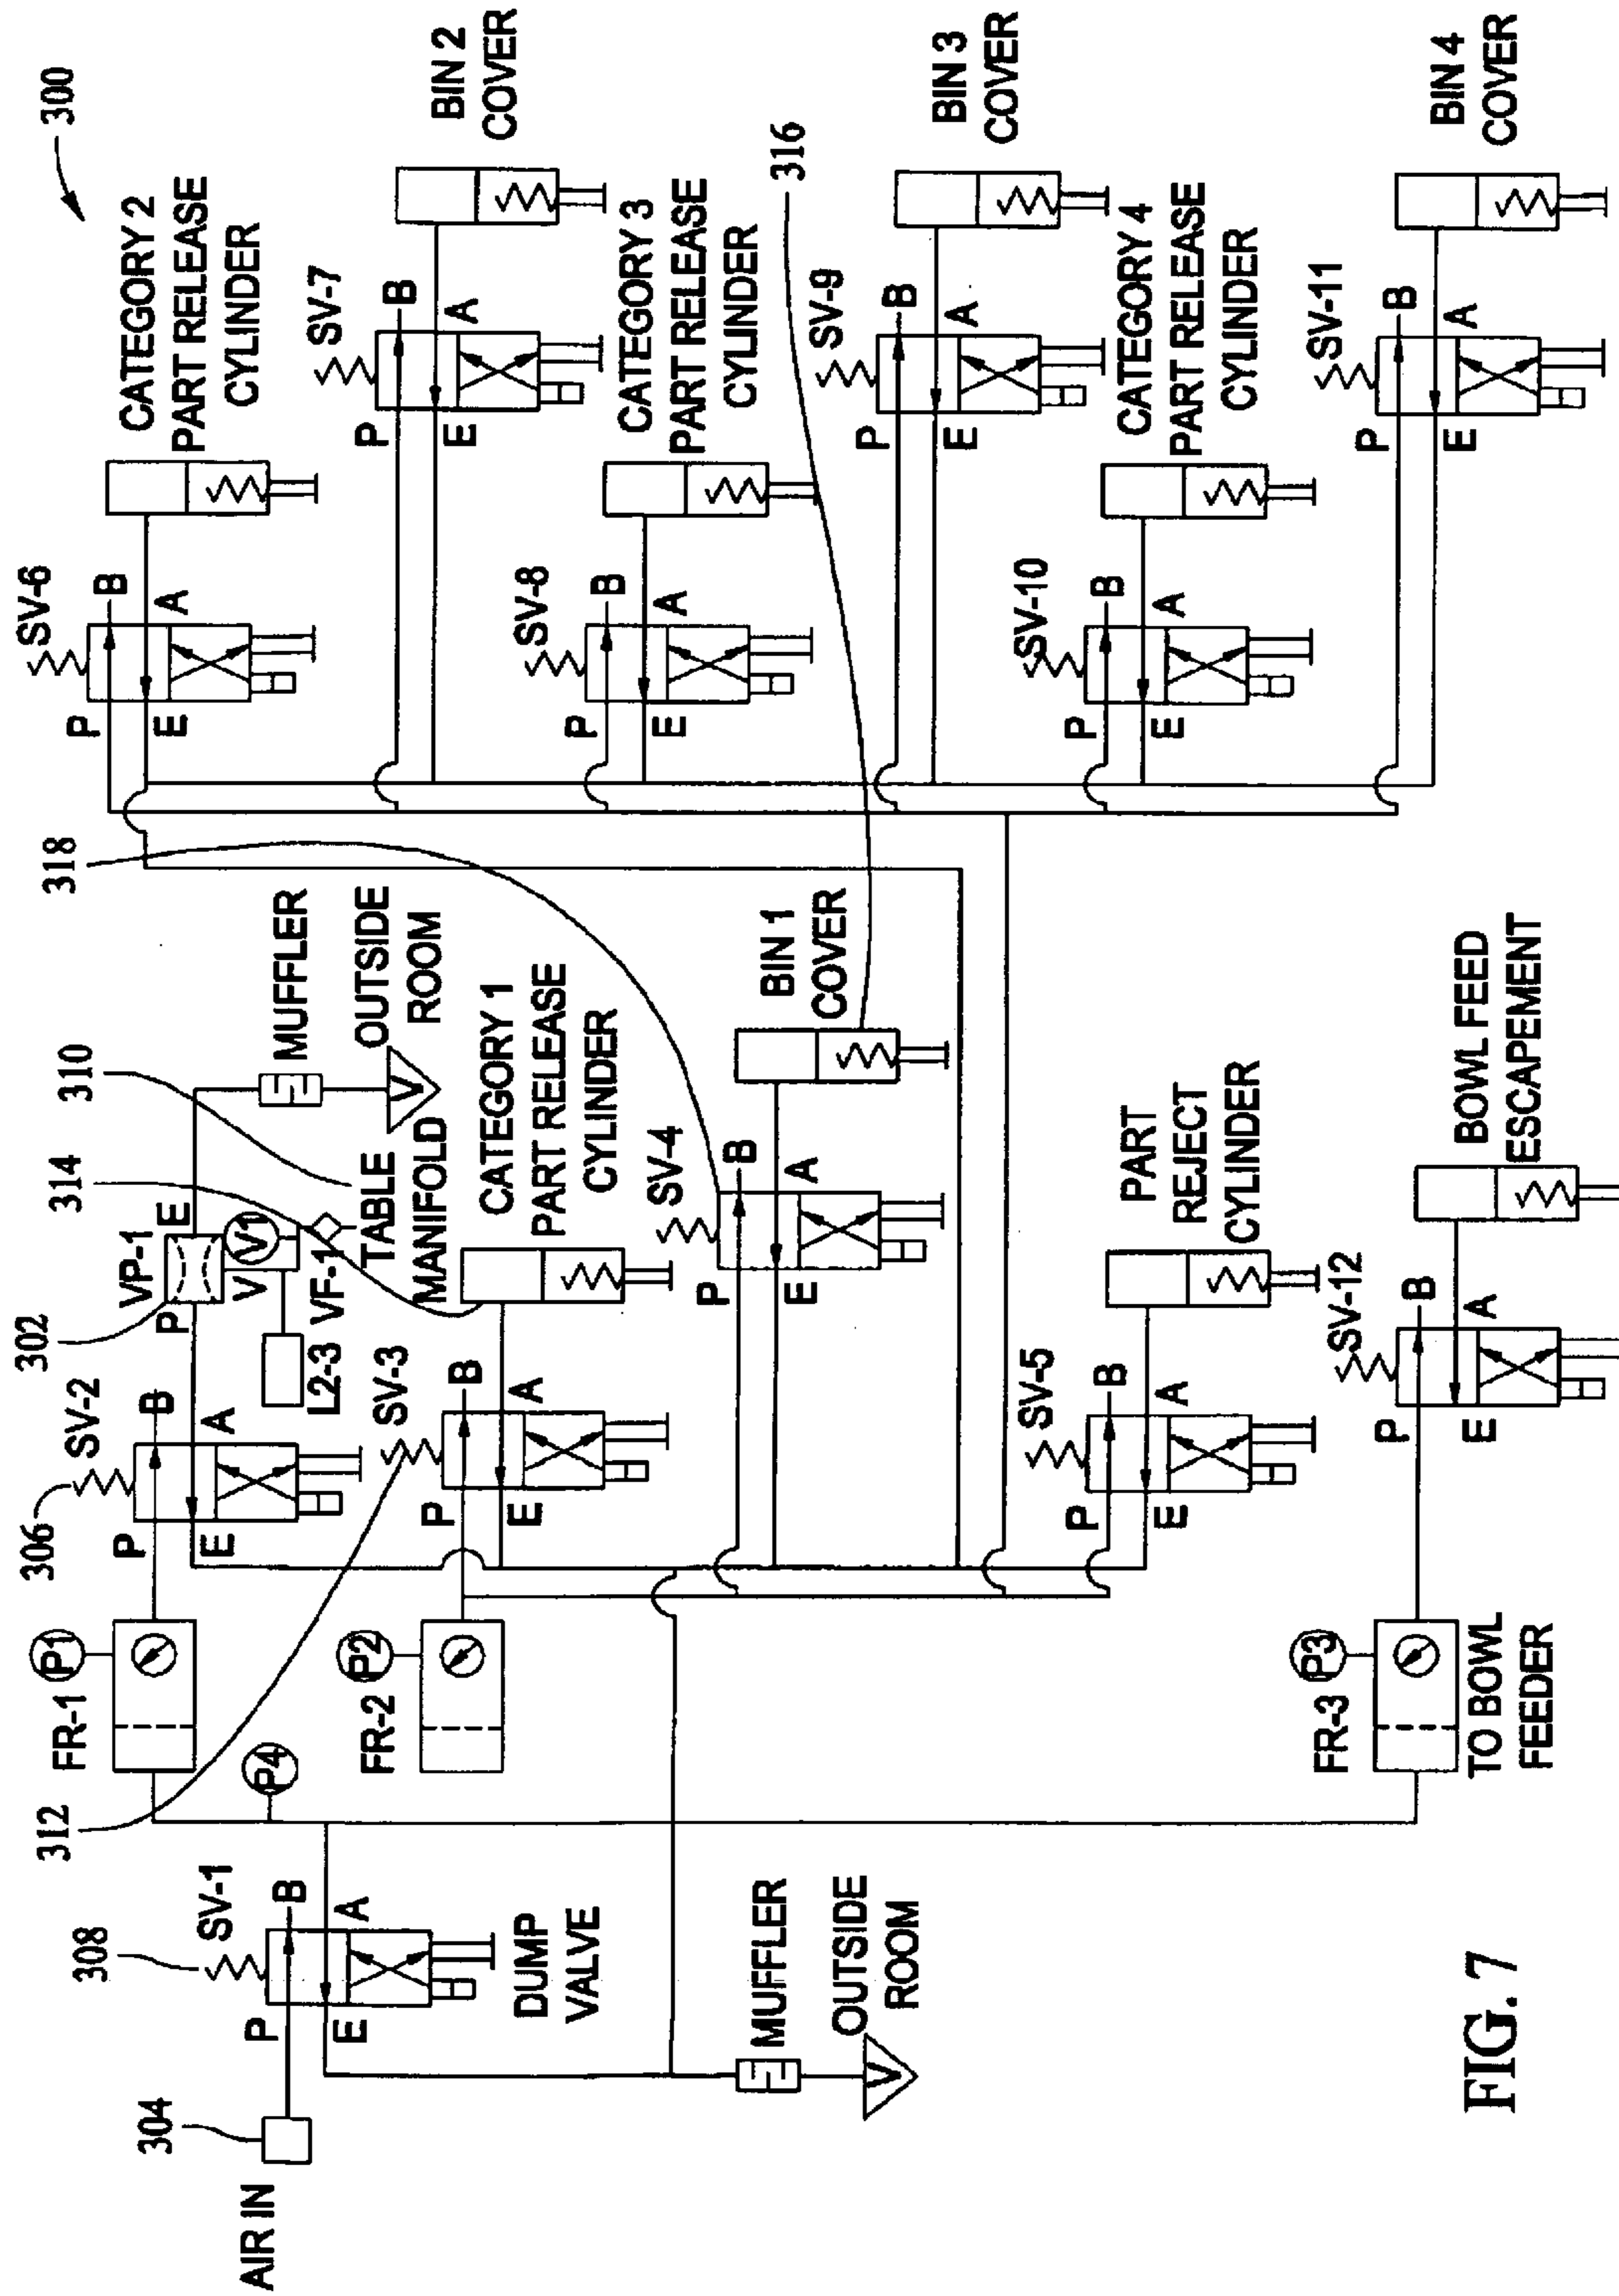 300
CATEGORY 2
PART RELEASE
CYLINDER
SV-6
P
B
E
A
BIN 2
COVER
SV-7
P
B
E
A
CATEGORY 3
PART RELEASE
CYLINDER
SV-8
P
B
E
A
BIN 3
COVER
SV-9
P
B
E
A
316
CATEGORY 4
PART RELEASE
CYLINDER
SV-10
P
B
E
A
BIN 4
COVER
SV-11
P
B
E
A
318
MUFFLER
OUTSIDE
ROOM
V
310
314
302
VP-1
P
E
V
V1
VF-1
L2-3
TABLE
MANIFOLD
306
SV-2
P
B
E
A
CATEGORY 1
PART RELEASE
CYLINDER
SV-3
P
B
E
A
BIN 1
COVER
SV-4
P
B
E
A
PART
REJECT
CYLINDER
SV-5
P
B
E
A
BOWL FEED
ESCAPEMENT
SV-12
P
B
E
A
P1
FR-1
P2
FR-2
P3
FR-3
TO BOWL
FEEDER
P4
312
308
SV-1
P
B
E
A
DUMP
VALVE
MUFFLER
OUTSIDE
ROOM
V
304
AIR IN
FIG. 7